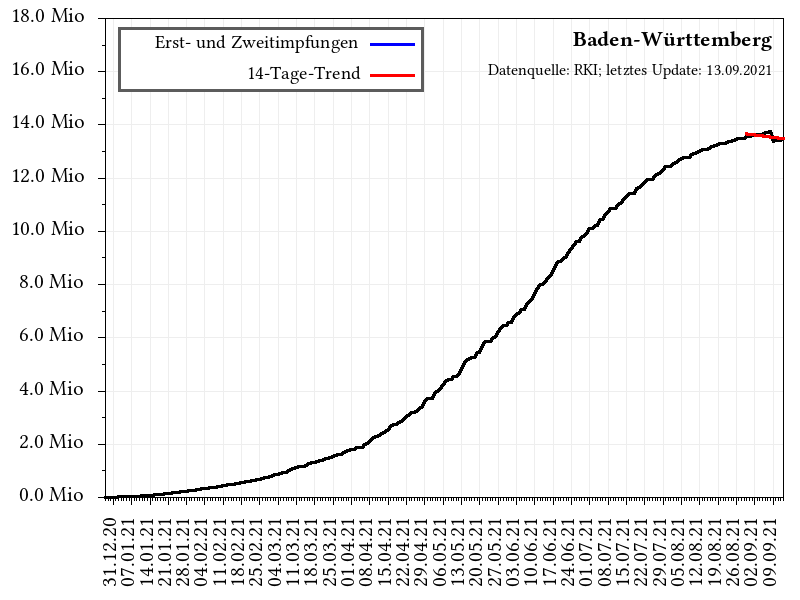 18.0 Mio
16.0 Mio
14.0 Mio
12.0 Mio
10.0 Mio
8.0 Mio
6.0 Mio
4.0 Mio
2.0 Mio
0.0 Mio
Erst- und Zweitimpfungen
14-Tage-Trend
Baden-Württemberg
Datenquelle: RKI; letztes Update: 13.09.2021
31.12.20
07.01.21
14.01.21
21.01.21
28.01.21
04.02.21
11.02.21
18.02.21
25.02.21
04.03.21
11.03.21
18.03.21
25.03.21
01.04.21
08.04.21
15.04.21
22.04.21
29.04.21
06.05.21
13.05.21
20.05.21
27.05.21
03.06.21
10.06.21
17.06.21
24.06.21
01.07.21
08.07.21
15.07.21
22.07.21
29.07.21
05.08.21
12.08.21
19.08.21
26.08.21
02.09.21
09.09.21